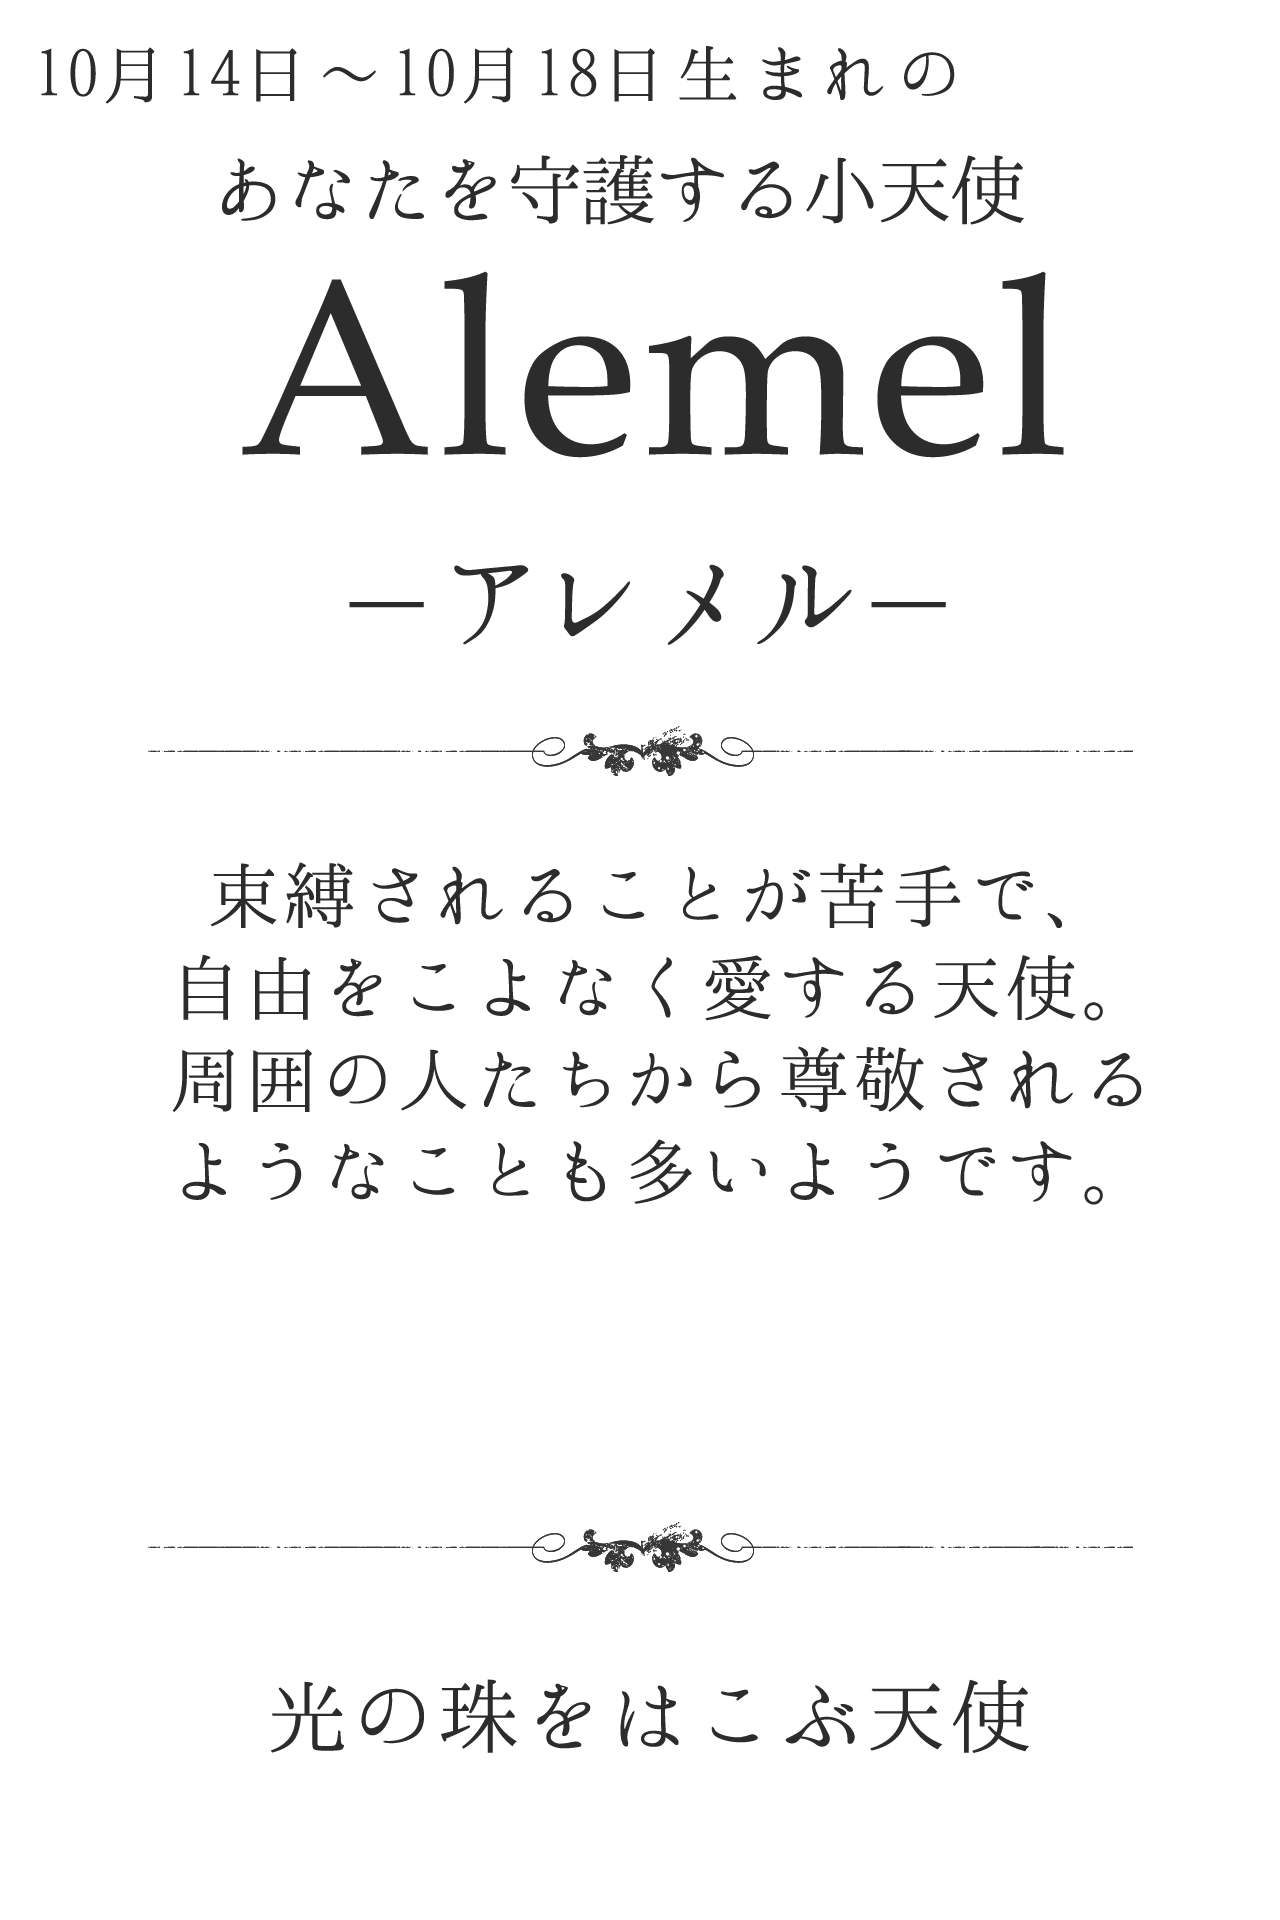 10月14日～10月18日生まれの
あなたを守護する小天使
Alemel
―アレメル―
束縛されることが苦手で、
自由をこよなく愛する天使。
周囲の人たちから尊敬される
ようなことも多いようです。
光の珠をはこぶ天使